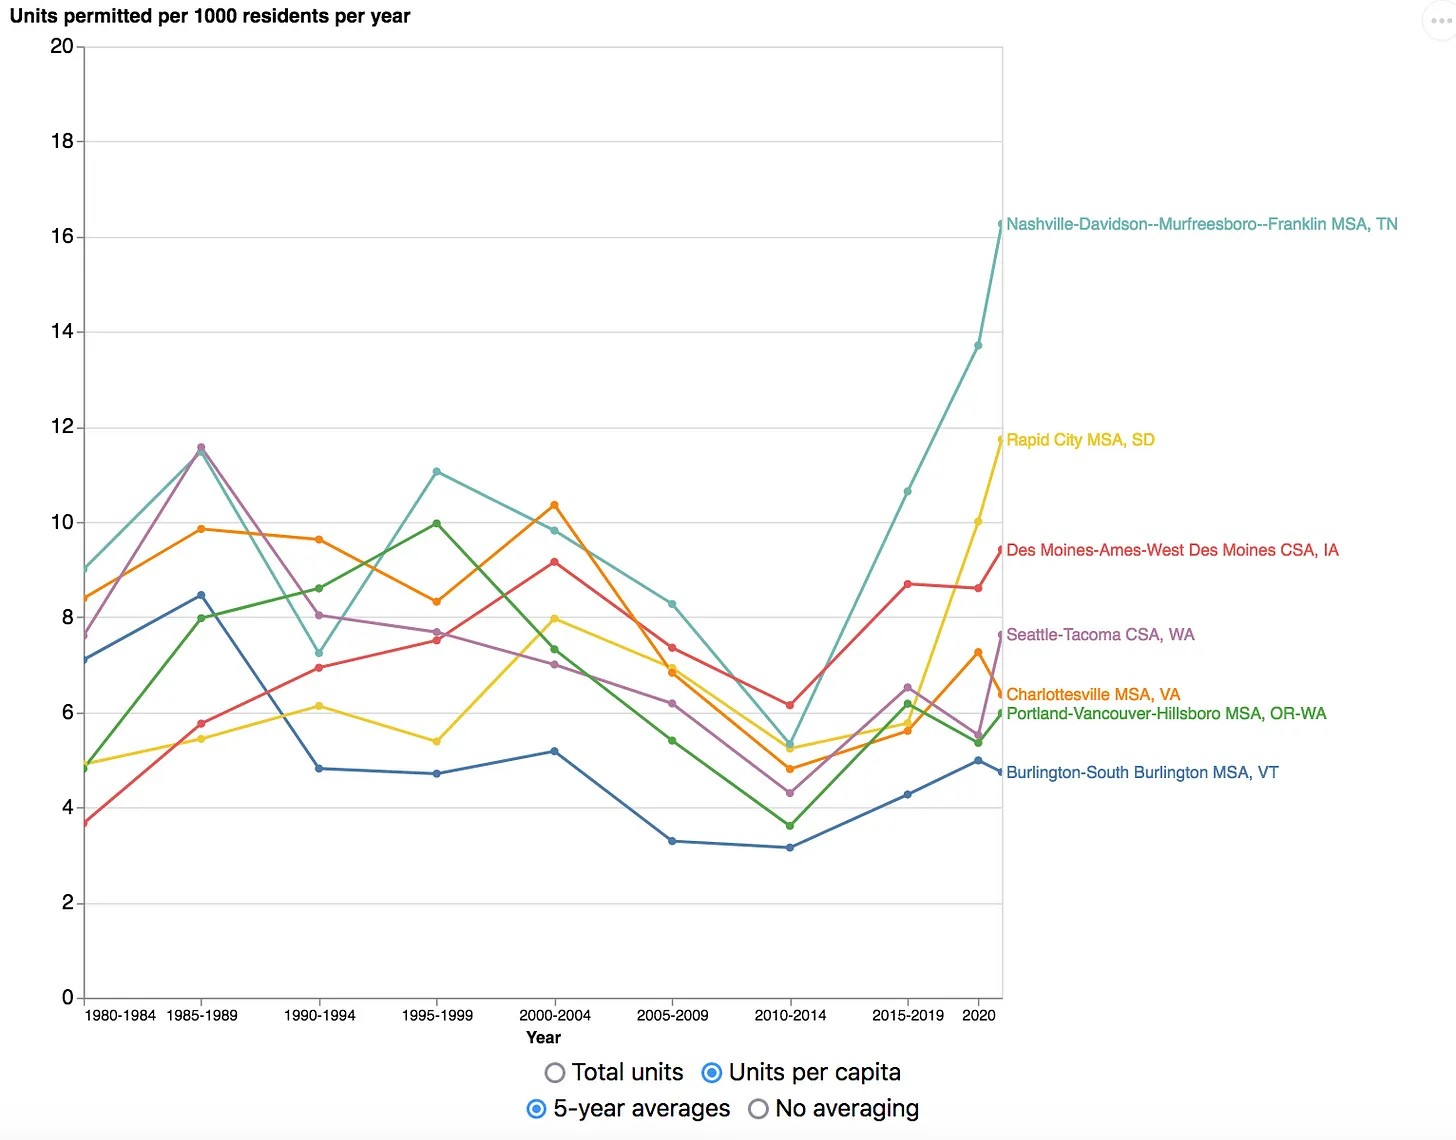 Units permitted per 1000 residents per year
20
18
16
14
12
10
8
6
4
2
0
Nashville-Davidson--Murfreesboro--Franklin MSA, TN
Rapid City MSA, SD
Des Moines-Ames-West Des Moines CSA, IA
Seattle-Tacoma CSA, WA
Charlottesville MSA, VA
Portland-Vancouver-Hillsboro MSA, OR-WA
Burlington-South Burlington MSA, VT
1980-1984 1985-1989 1990-1994 1995-1999 2000-2004 2005-2009 2010-2014 2015-2019 2020
Year
Total units Units per capita
5-year averages No averaging